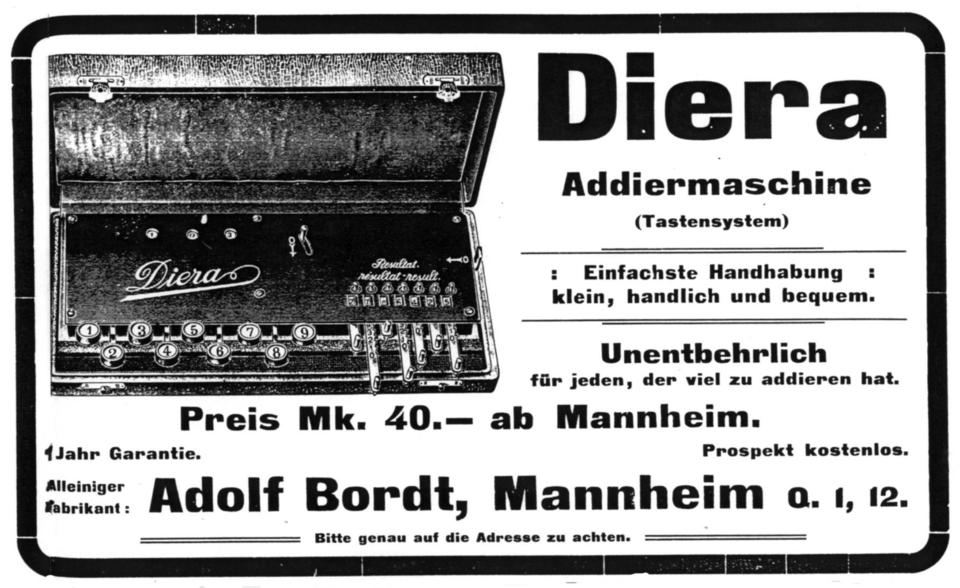 Diera
Addiermaschine
(Tastensystem)
: Einfachste Handhabung :
klein, handlich und bequem.
Unentbehrlich
für jeden, der viel zu addieren hat.
Diera
Resultat.
résultat-result.
1 3 5 7 9
2 4 6 8
Preis Mk. 40.— ab Mannheim.
1 Jahr Garantie.
Prospekt kostenlos.
Alleiniger
Fabrikant:
Adolf Bordt, Mannheim Q. 1, 12.
Bitte genau auf die Adresse zu achten.